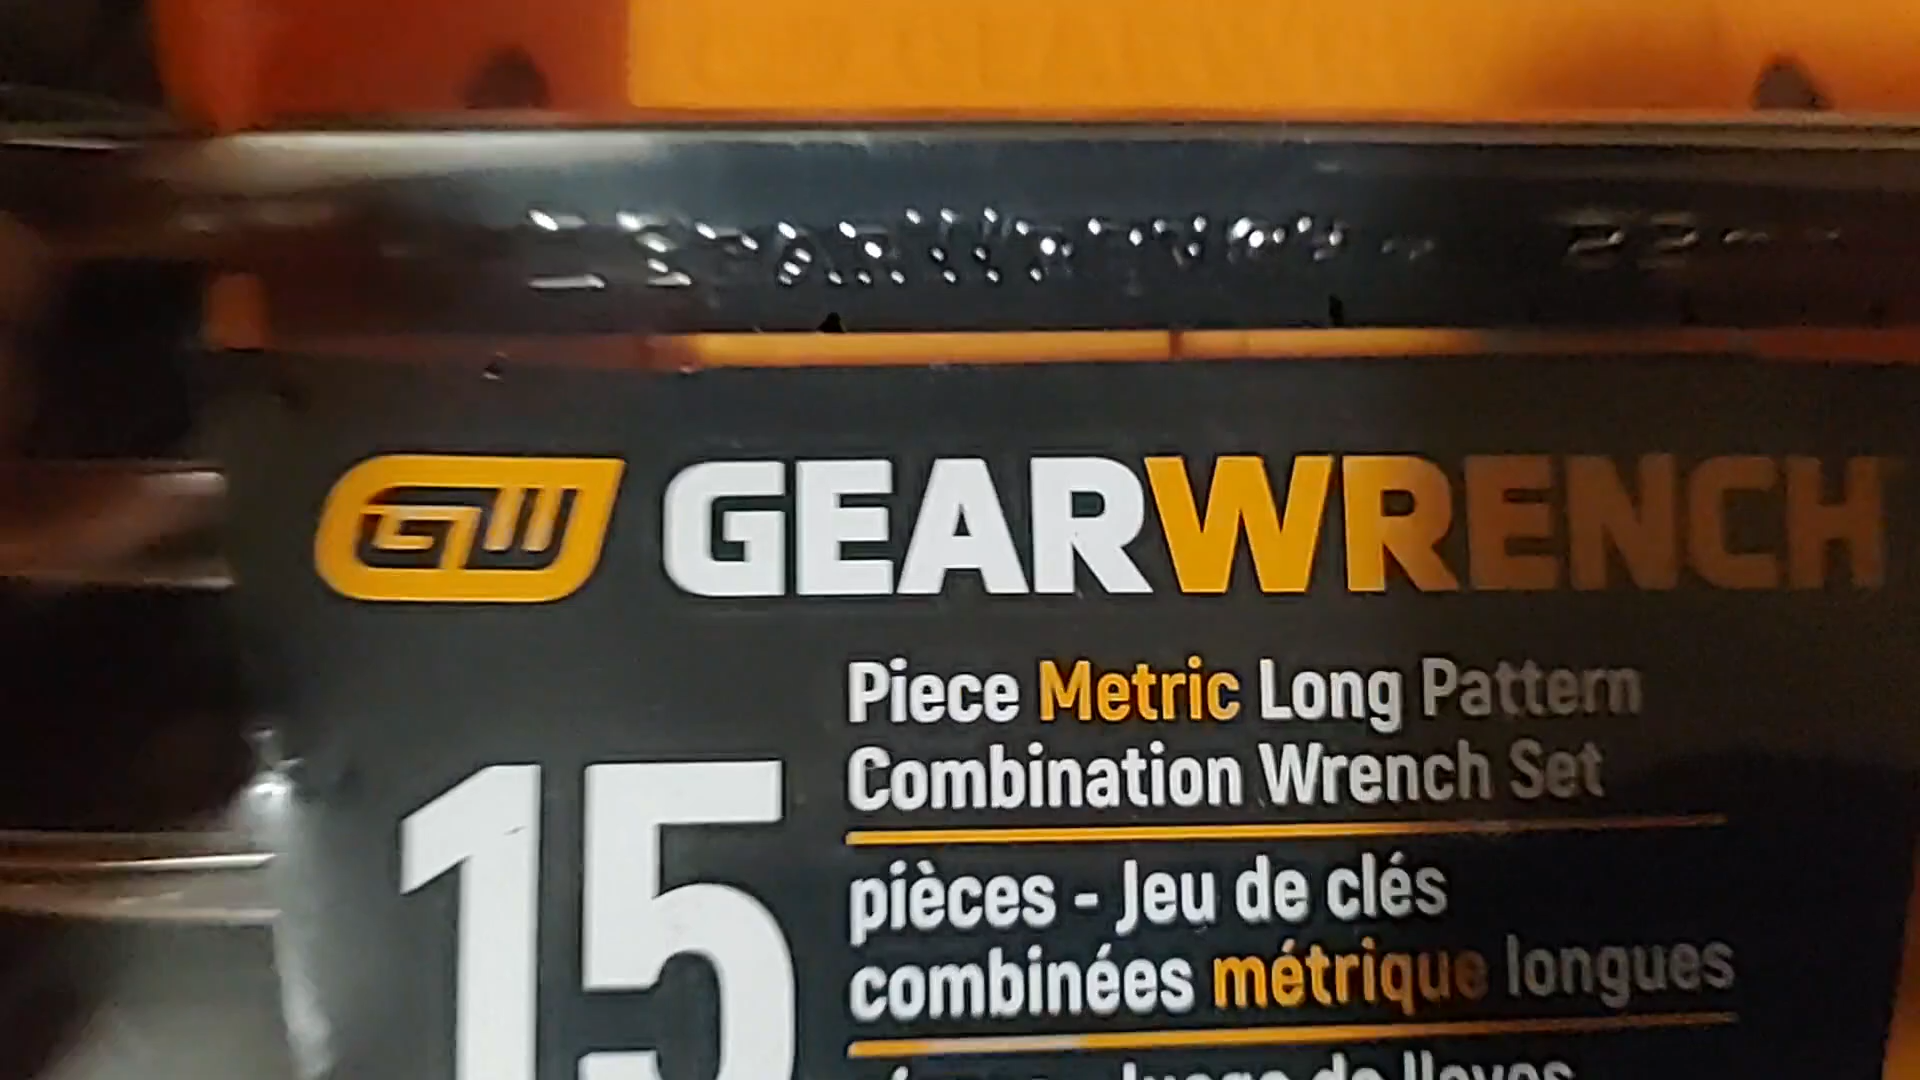 GW GEARWRENCH
Piece Metric Long Pattern
Combination Wrench Set
15
pièces - Jeu de clés
combinées métrique longues